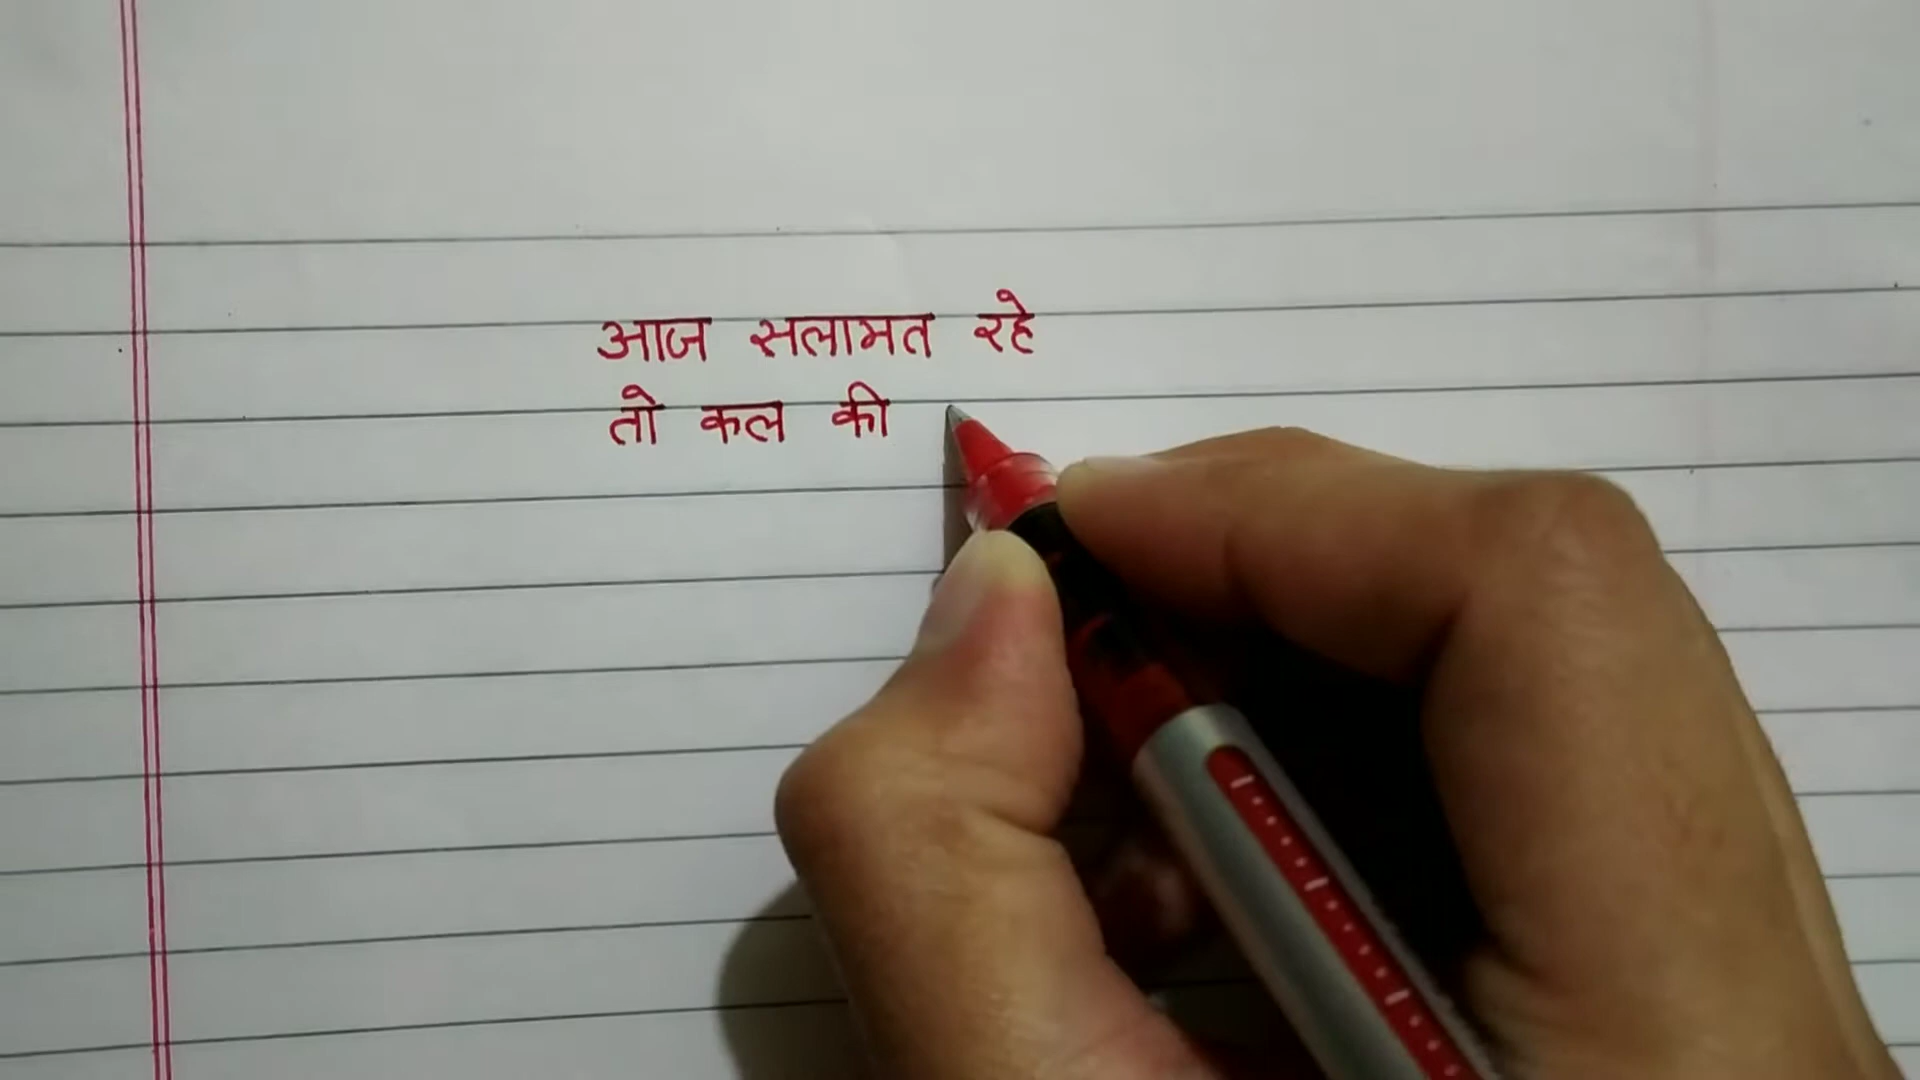 आज सलामत रहे
तो कल की